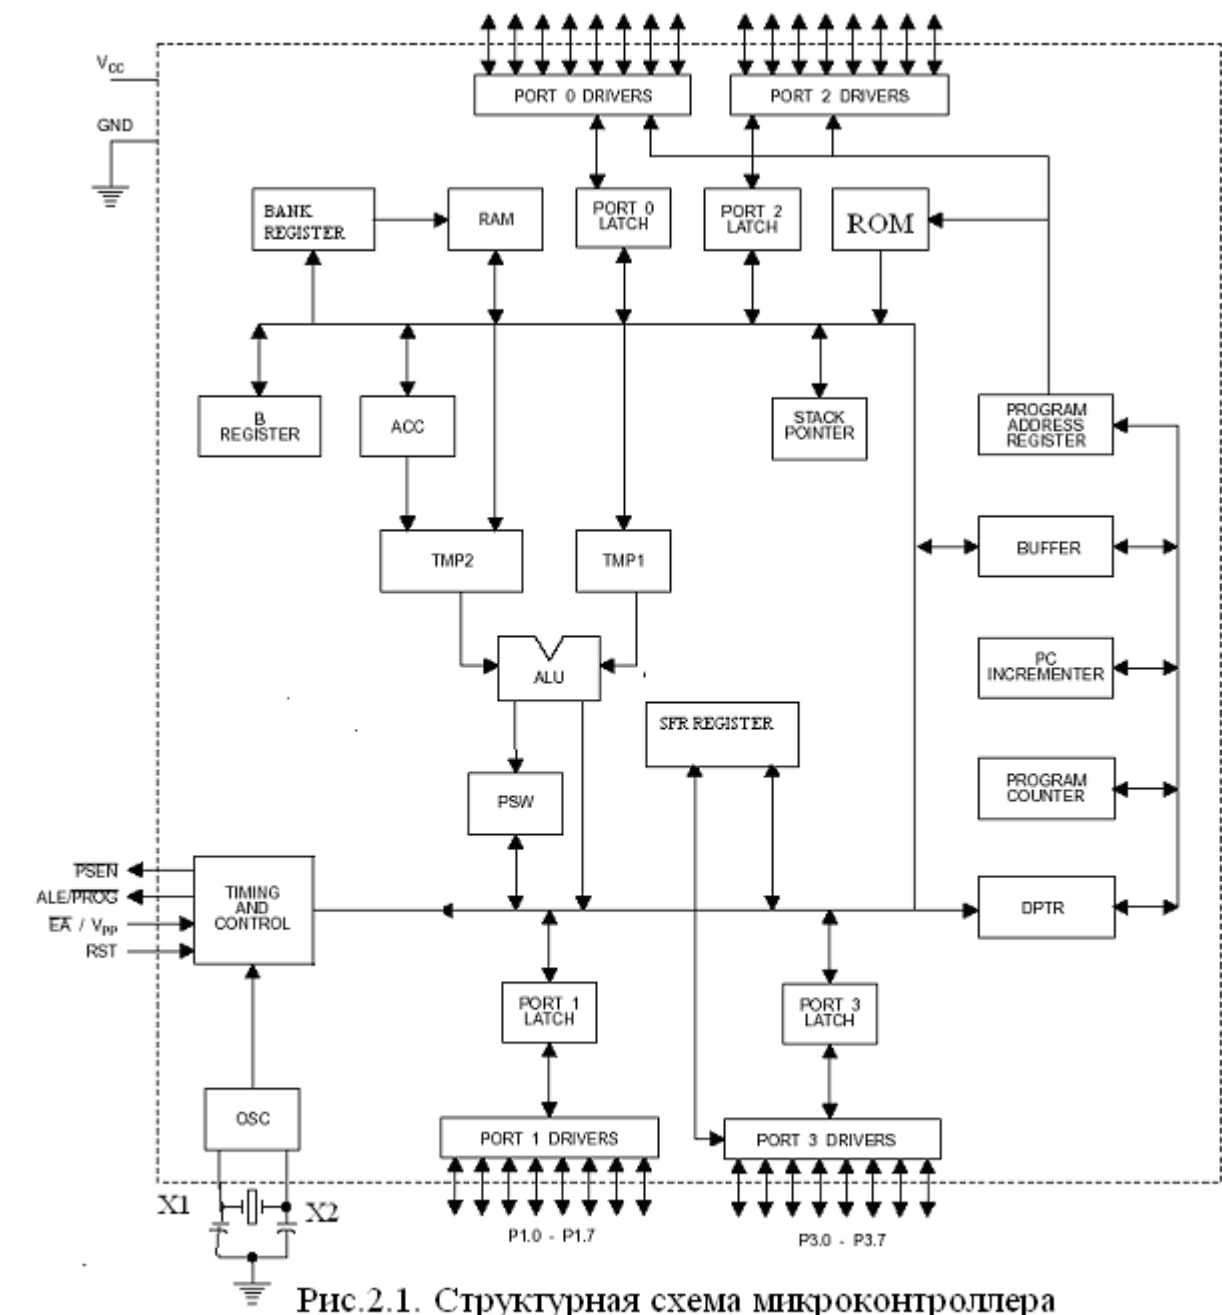 V_CC
GND
PORT 0 DRIVERS
PORT 2 DRIVERS
BANK
REGISTER
RAM
PORT 0
LATCH
PORT 2
LATCH
ROM
B
REGISTER
ACC
STACK
POINTER
PROGRAM
ADDRESS
REGISTER
TMP2
TMP1
BUFFER
ALU
PC
INCREMENTER
SFR REGISTER
PSW
PROGRAM
COUNTER
PSEN
ALE/PROG
EA / V_PP
RST
TIMING
AND
CONTROL
DPTR
PORT 1
LATCH
PORT 3
LATCH
OSC
PORT 1 DRIVERS
PORT 3 DRIVERS
X1
X2
P1.0 - P1.7
P3.0 - P3.7
Рис.2.1. Структурная схема микроконтроллера